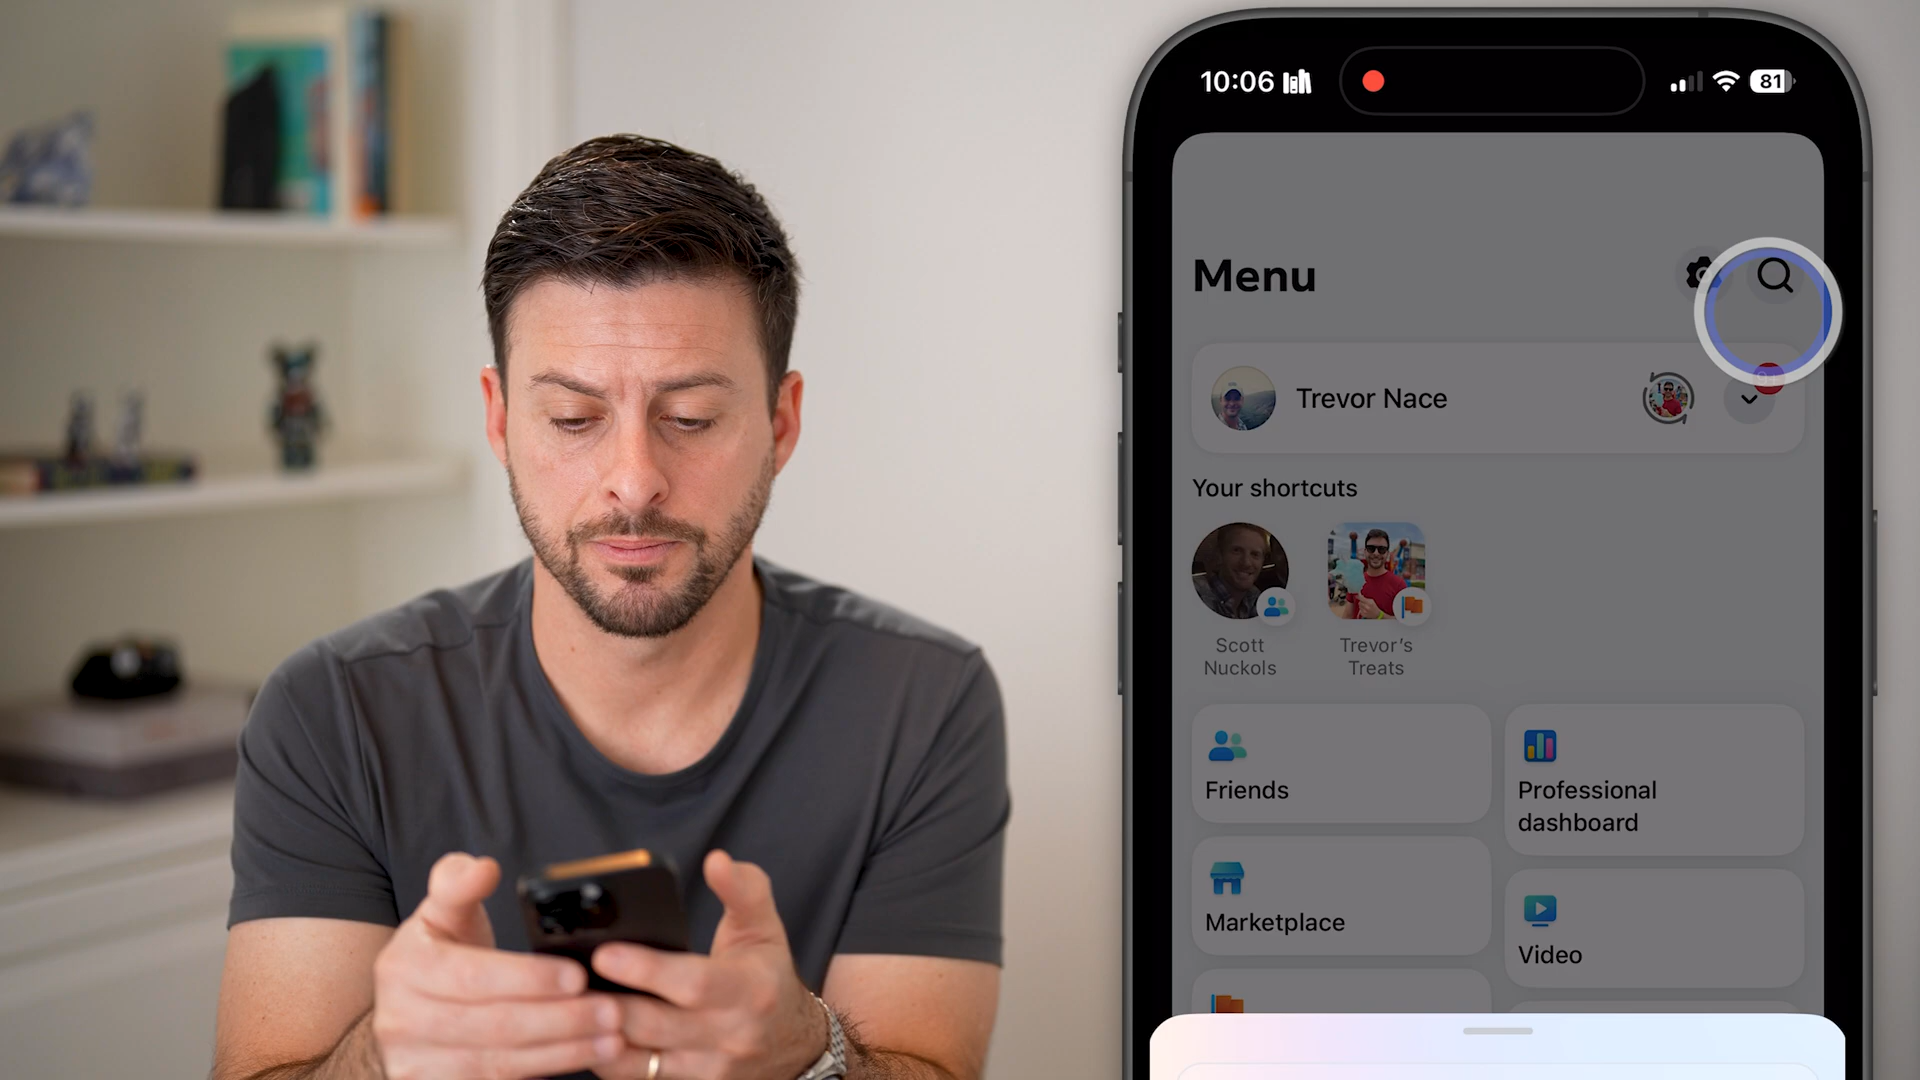 10:06
81
Menu
Trevor Nace
Your shortcuts
Scott
Nuckols
Trevor's
Treats
Friends
Professional
dashboard
Marketplace
Video